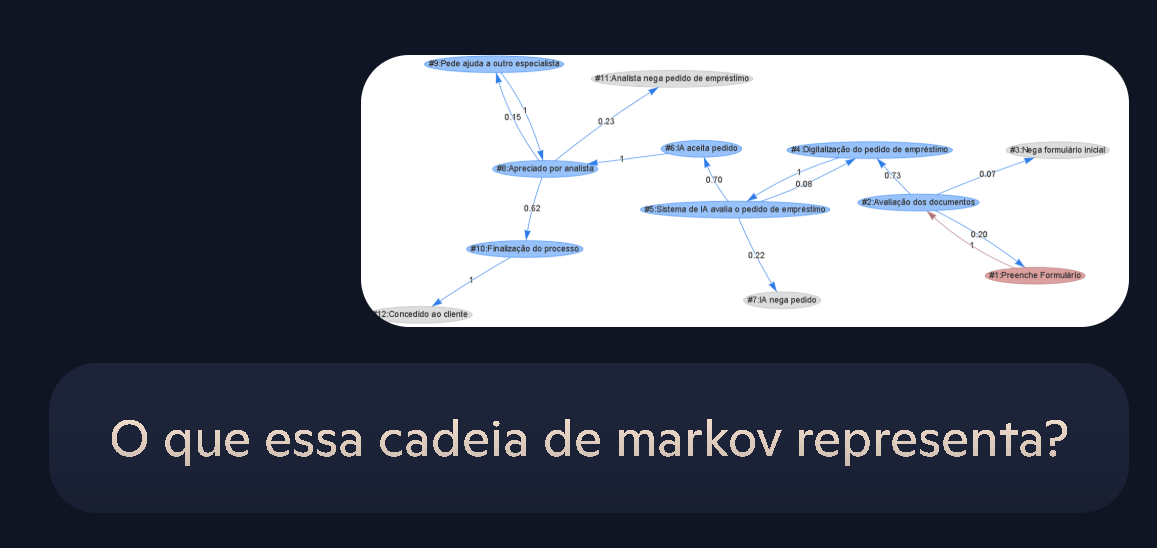 #9:Pede ajuda a outro especialista
#11:Analista nega pedido de empréstimo
1
0.15
0.23
#6:IA aceita pedido
#4:Digitalização do pedido de empréstimo
#3:Nega formulário inicial
#8:Apreciado por analista
1
1
0.73
0.07
0.70
0.08
#2:Avaliação dos documentos
0.62
#5:Sistema de IA avalia o pedido de empréstimo
0.20
1
#10:Finalização do processo
0.22
#1:Preenche Formulário
1
#7:IA nega pedido
#12:Concedido ao cliente
O que essa cadeia de markov representa?